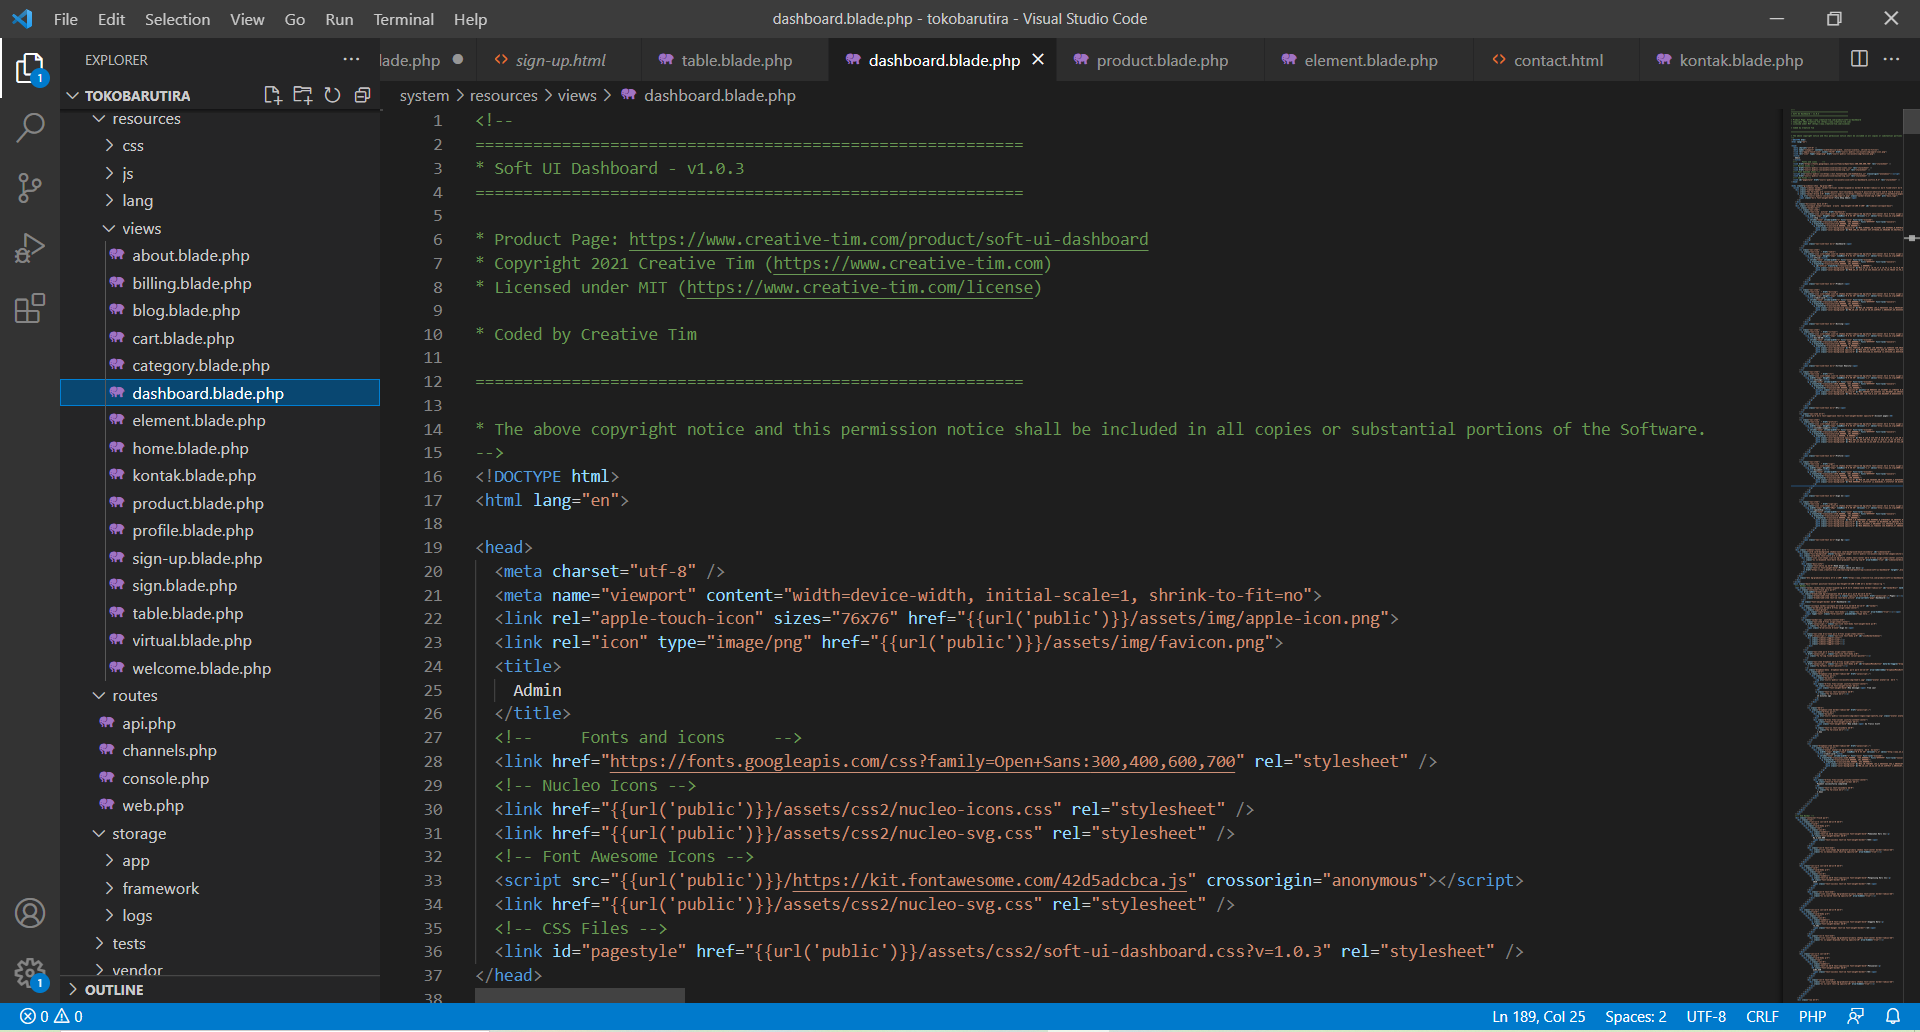 File Edit Selection View Go Run Terminal Help
dashboard.blade.php - tokobarutira - Visual Studio Code
EXPLORER
lade.php
sign-up.html
table.blade.php
dashboard.blade.php
product.blade.php
element.blade.php
contact.html
kontak.blade.php
TOKOBARUTIRA
system > resources > views > dashboard.blade.php
resources
css
js
lang
views
about.blade.php
billing.blade.php
blog.blade.php
cart.blade.php
category.blade.php
dashboard.blade.php
element.blade.php
home.blade.php
kontak.blade.php
product.blade.php
profile.blade.php
sign-up.blade.php
sign.blade.php
table.blade.php
virtual.blade.php
welcome.blade.php
routes
api.php
channels.php
console.php
web.php
storage
app
framework
logs
tests
vendor
OUTLINE
1
1
1 <!--
2 =========================================================
3 * Soft UI Dashboard - v1.0.3
4 =========================================================
5
6 * Product Page: https://www.creative-tim.com/product/soft-ui-dashboard
7 * Copyright 2021 Creative Tim (https://www.creative-tim.com)
8 * Licensed under MIT (https://www.creative-tim.com/license)
9
10 * Coded by Creative Tim
11
12 =========================================================
13
14 * The above copyright notice and this permission notice shall be included in all copies or substantial portions of the Software.
15 -->
16 <!DOCTYPE html>
17 <html lang="en">
18
19 <head>
20 <meta charset="utf-8" />
21 <meta name="viewport" content="width=device-width, initial-scale=1, shrink-to-fit=no">
22 <link rel="apple-touch-icon" sizes="76x76" href="{{url('public')}}/assets/img/apple-icon.png">
23 <link rel="icon" type="image/png" href="{{url('public')}}/assets/img/favicon.png">
24 <title>
25 Admin
26 </title>
27 <!--     Fonts and icons     -->
28 <link href="https://fonts.googleapis.com/css?family=Open+Sans:300,400,600,700" rel="stylesheet" />
29 <!-- Nucleo Icons -->
30 <link href="{{url('public')}}/assets/css2/nucleo-icons.css" rel="stylesheet" />
31 <link href="{{url('public')}}/assets/css2/nucleo-svg.css" rel="stylesheet" />
32 <!-- Font Awesome Icons -->
33 <script src="{{url('public')}}/https://kit.fontawesome.com/42d5adcbca.js" crossorigin="anonymous"></script>
34 <link href="{{url('public')}}/assets/css2/nucleo-svg.css" rel="stylesheet" />
35 <!-- CSS Files -->
36 <link id="pagestyle" href="{{url('public')}}/assets/css2/soft-ui-dashboard.css?v=1.0.3" rel="stylesheet" />
37 </head>
38
0 0 Ln 189, Col 25 Spaces: 2 UTF-8 CRLF PHP